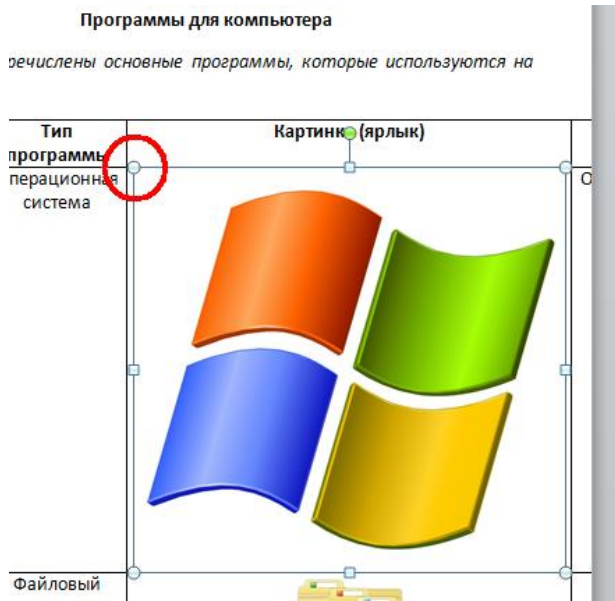 Программы для компьютера
речислены основные программы, которые используются на
Тип
программы
Картинка (ярлык)
перационная
система
О
Файловый